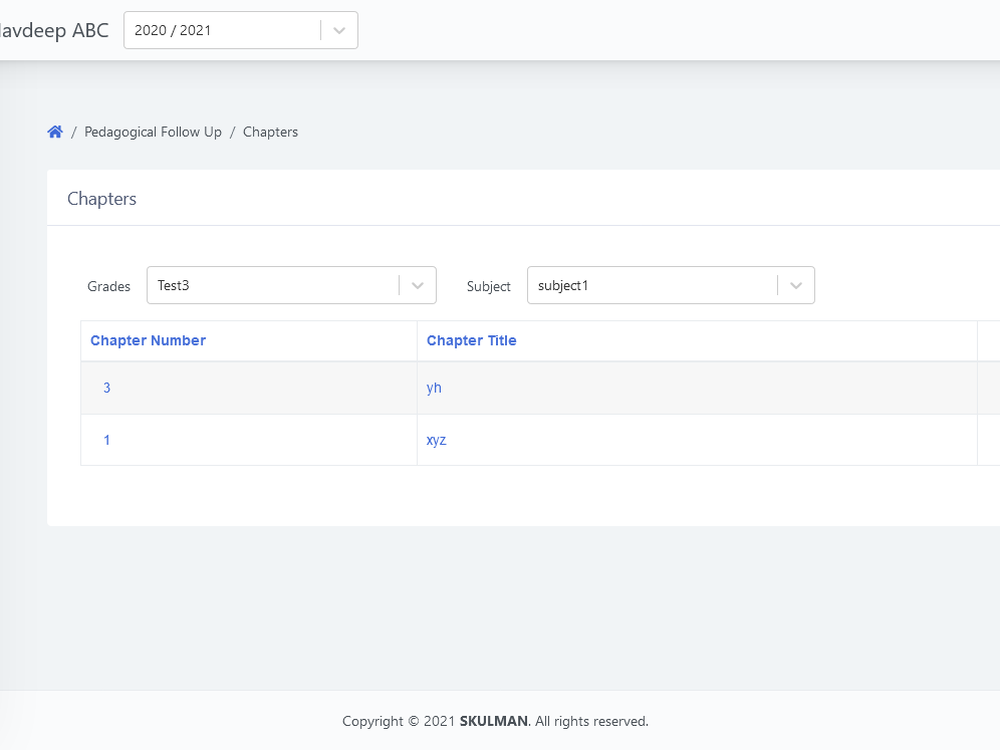 ABC
2020 / 2021
/ Pedagogical Follow Up / Chapters
Chapters
Grades Test3 Subject subject1
Chapter Number Chapter Title
3 yh
1 xyz
Copyright © 2021 SKULMAN. All rights reserved.